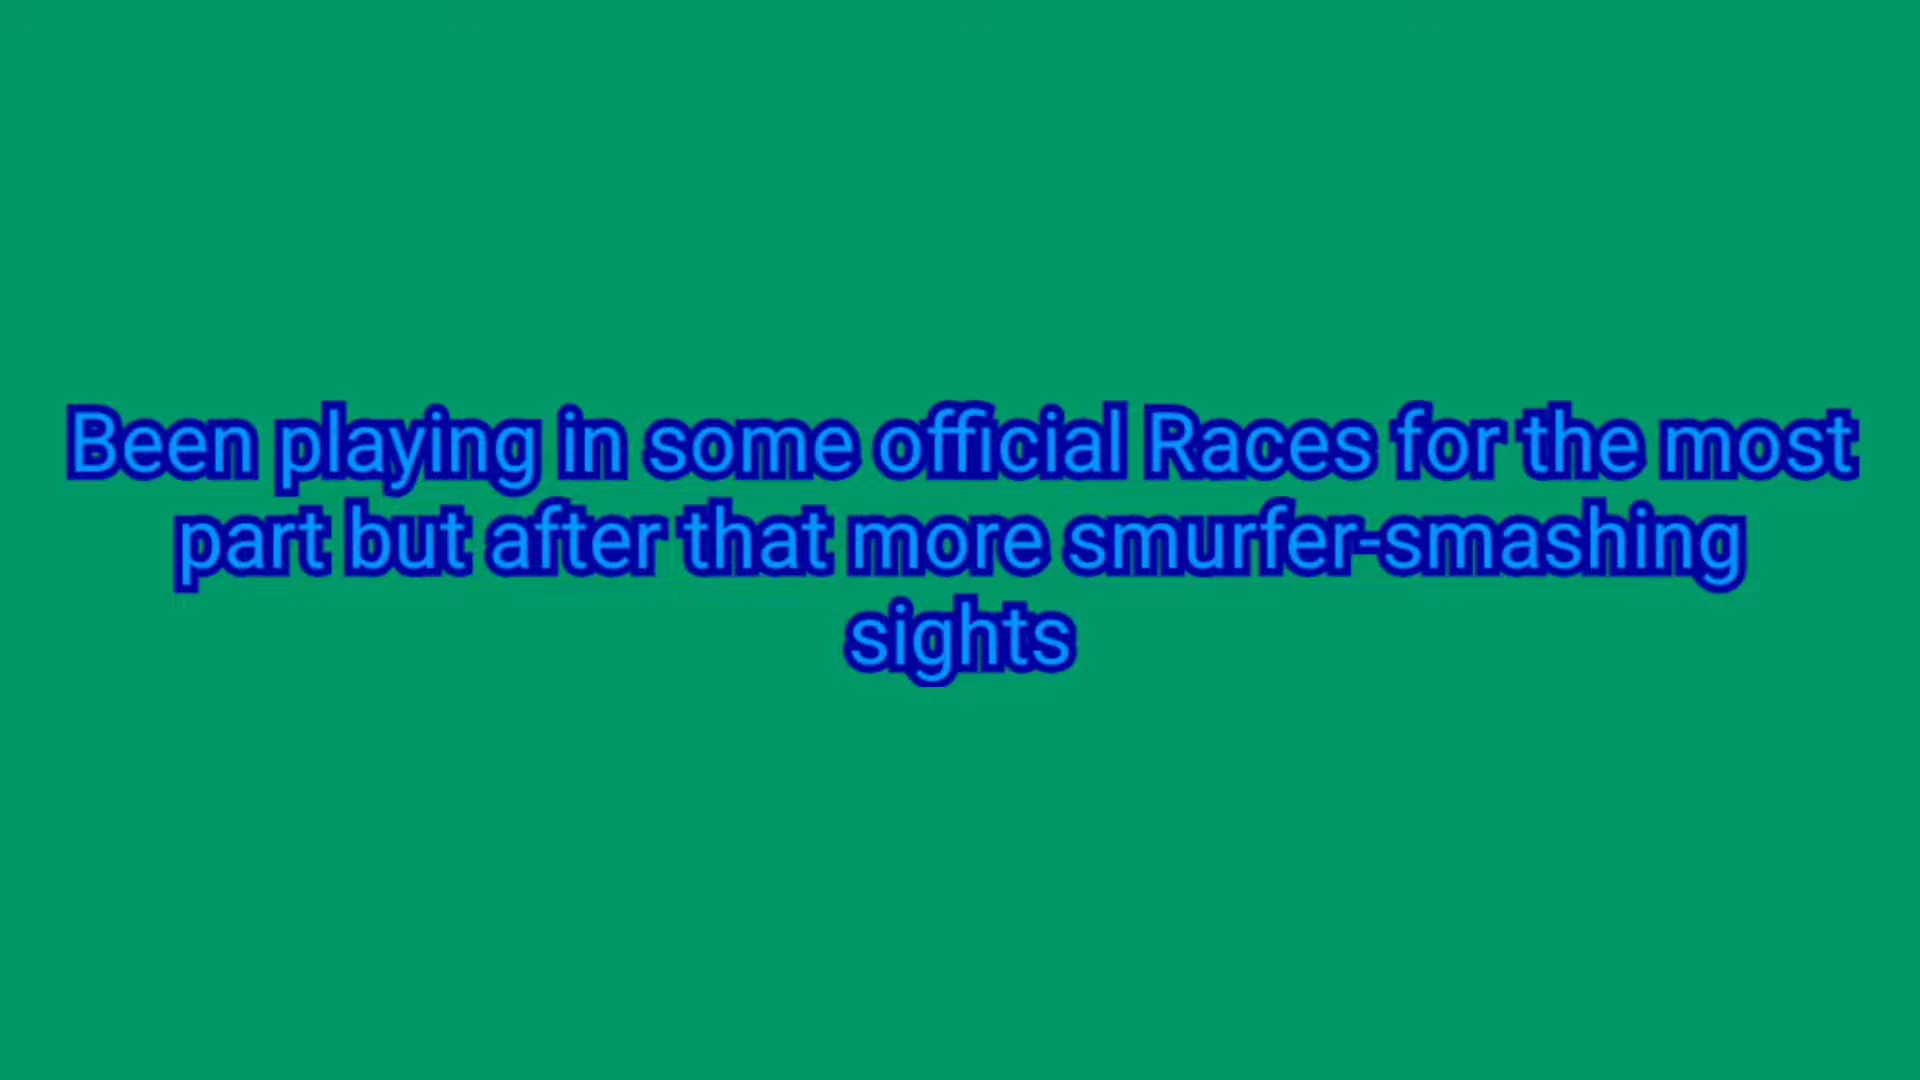 Been playing in some official Races for the most
part but after that more smurfer-smashing
sights